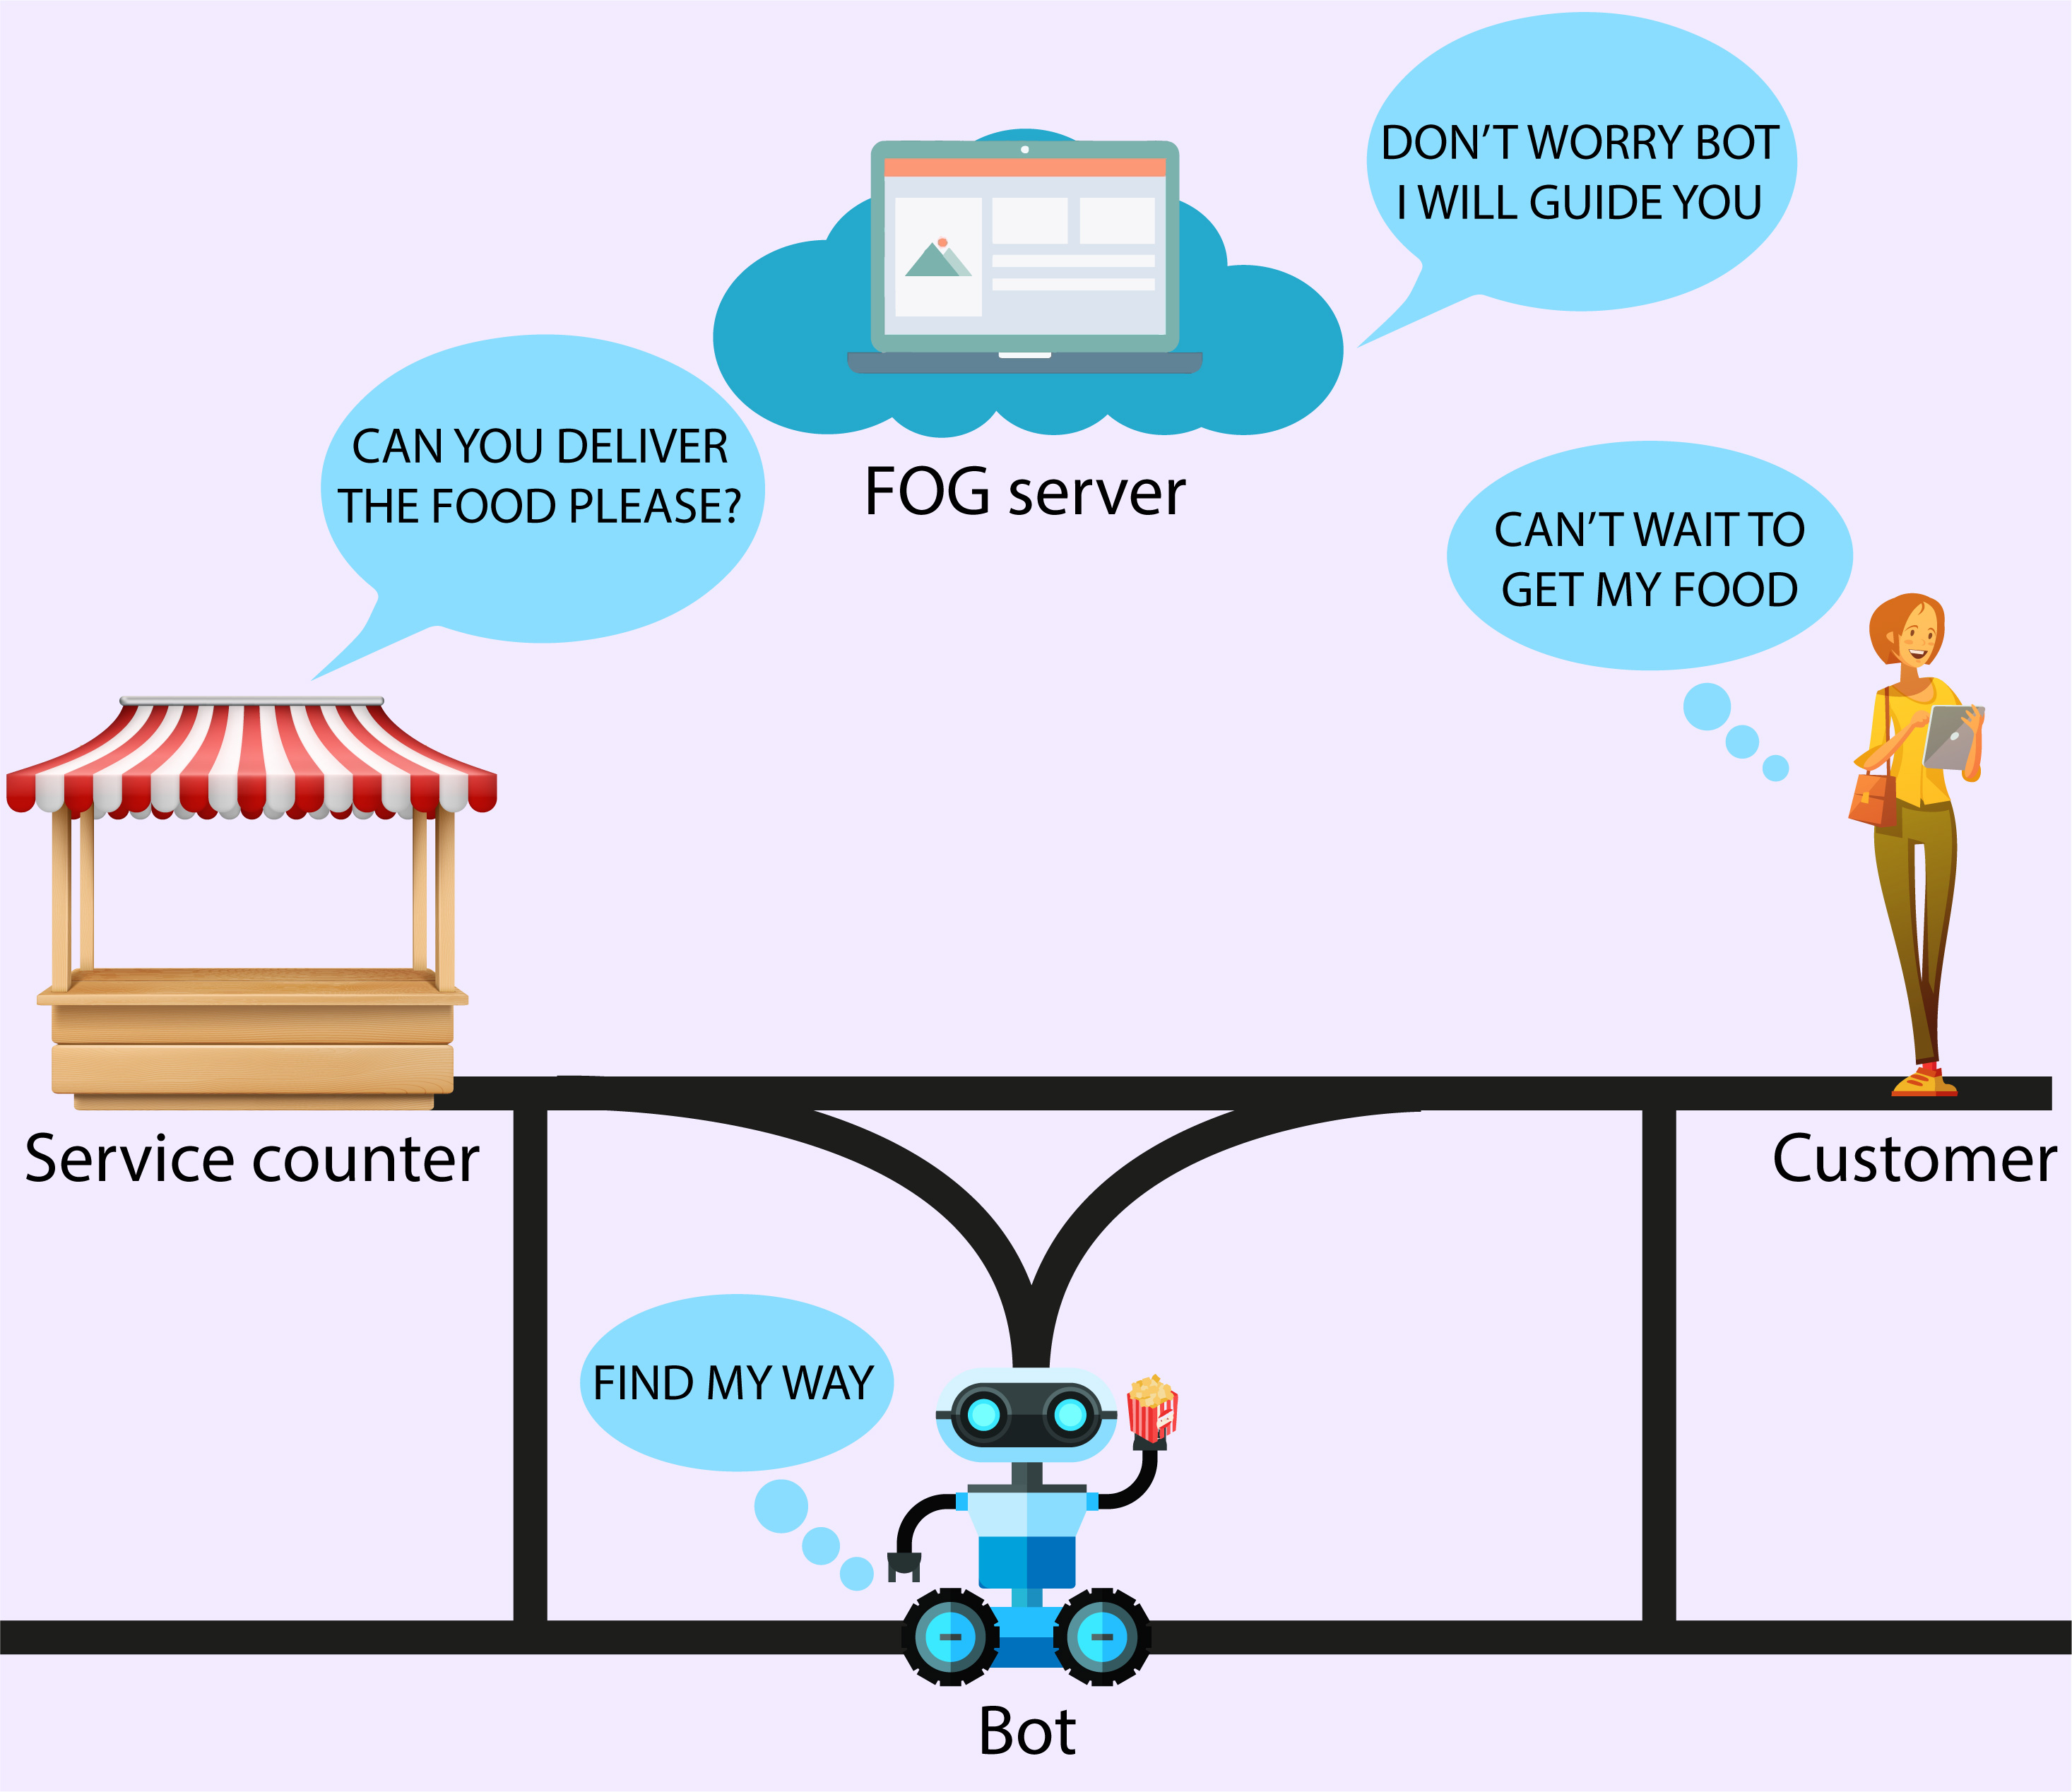 DON'T WORRY BOT
I WILL GUIDE YOU
CAN YOU DELIVER
THE FOOD PLEASE?
FOG server
CAN'T WAIT TO
GET MY FOOD
Service counter
Customer
FIND MY WAY
Bot